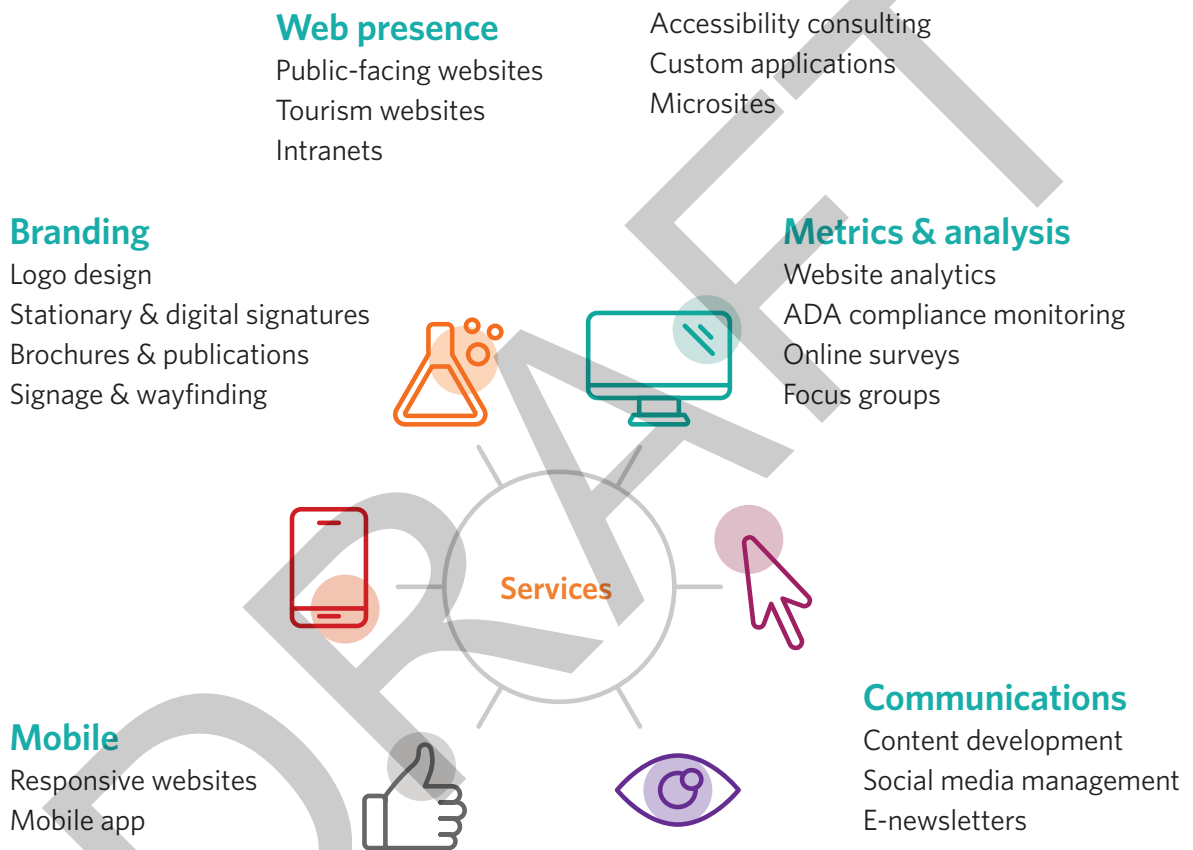 Web presence
Public-facing websites
Tourism websites
Intranets
Accessibility consulting
Custom applications
Microsites
Branding
Logo design
Stationary & digital signatures
Brochures & publications
Signage & wayfinding
Metrics & analysis
Website analytics
ADA compliance monitoring
Online surveys
Focus groups
Services
Mobile
Responsive websites
Mobile app
Communications
Content development
Social media management
E-newsletters
DRAFT